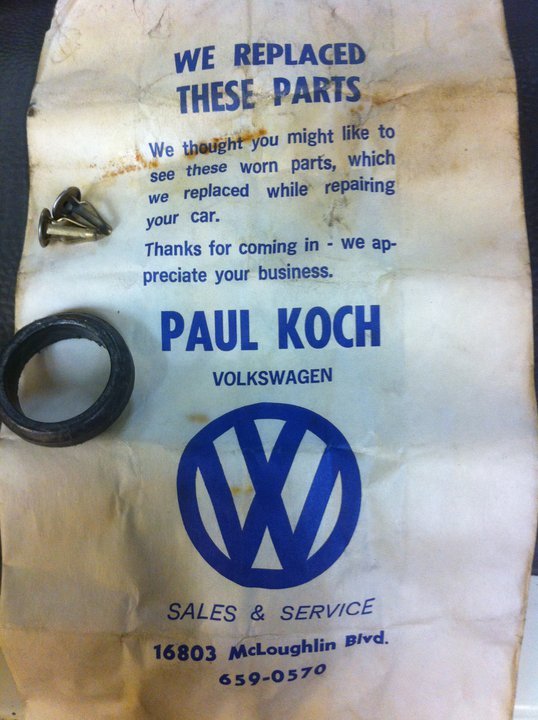 WE REPLACED
THESE PARTS
We thought you might like to
see these worn parts, which
we replaced while repairing
your car.
Thanks for coming in - we ap-
preciate your business.
PAUL KOCH
VOLKSWAGEN
VW
SALES & SERVICE
16803 McLoughlin Blvd.
659-0570